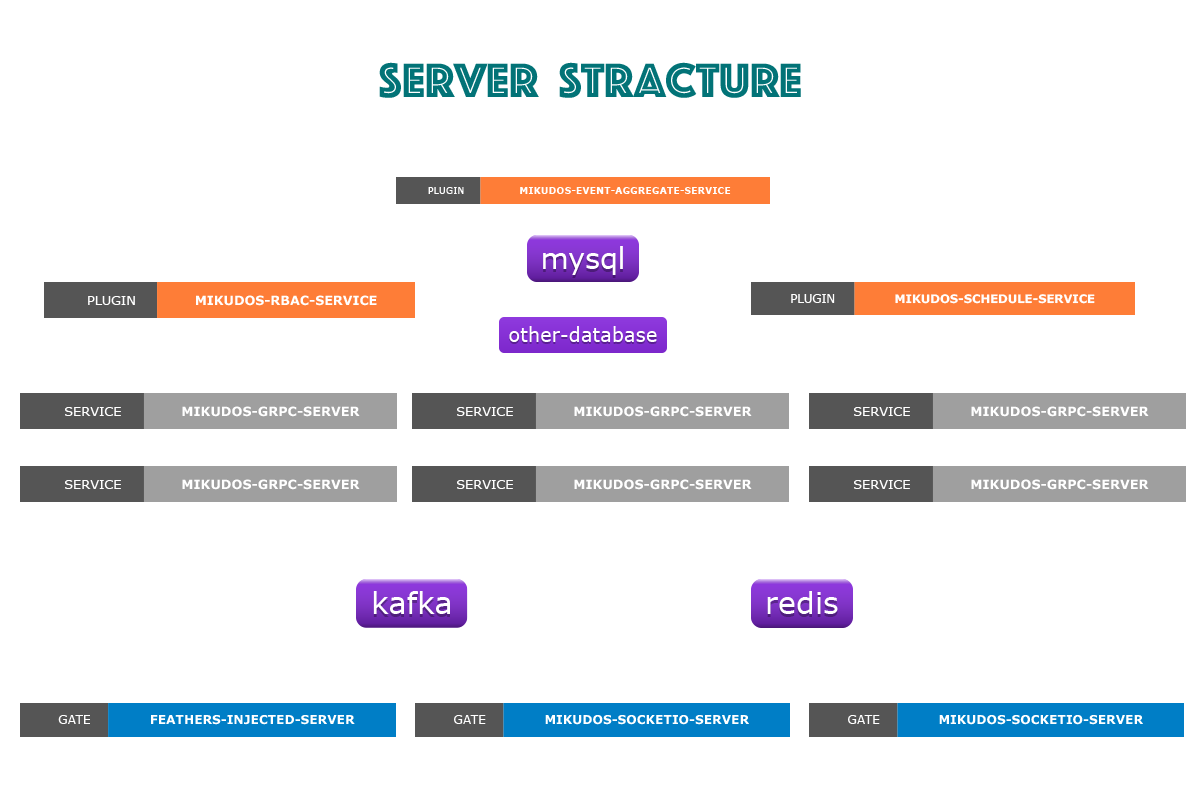 SERVER STRACTURE
PLUGIN MIKUDOS-EVENT-AGGREGATE-SERVICE
mysql
PLUGIN MIKUDOS-RBAC-SERVICE
PLUGIN MIKUDOS-SCHEDULE-SERVICE
other-database
SERVICE MIKUDOS-GRPC-SERVER
SERVICE MIKUDOS-GRPC-SERVER
SERVICE MIKUDOS-GRPC-SERVER
SERVICE MIKUDOS-GRPC-SERVER
SERVICE MIKUDOS-GRPC-SERVER
SERVICE MIKUDOS-GRPC-SERVER
kafka
redis
GATE FEATHERS-INJECTED-SERVER
GATE MIKUDOS-SOCKETIO-SERVER
GATE MIKUDOS-SOCKETIO-SERVER